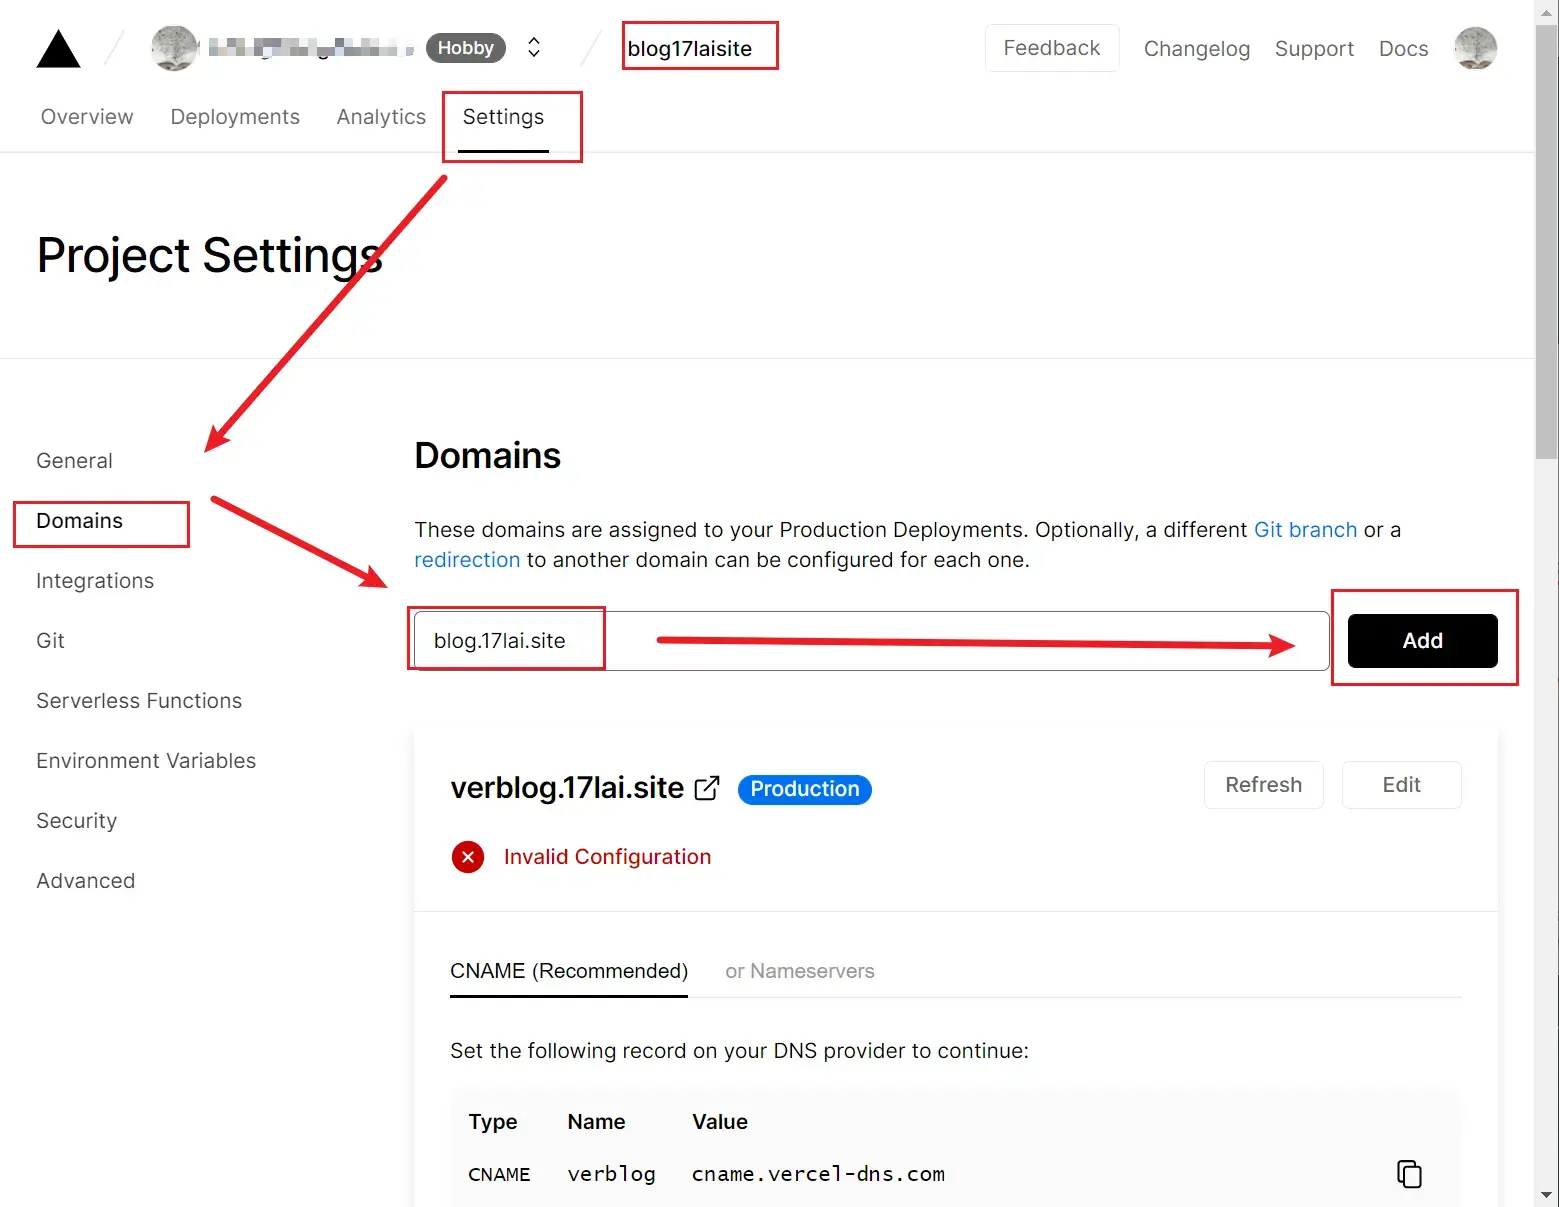 Hobby
blog17laisite
Feedback
Changelog
Support
Docs
Overview
Deployments
Analytics
Settings
Project Settings
General
Domains
Integrations
Git
Serverless Functions
Environment Variables
Security
Advanced
Domains
These domains are assigned to your Production Deployments. Optionally, a different Git branch or a
redirection to another domain can be configured for each one.
blog.17lai.site
Add
verblog.17lai.site
Production
Refresh
Edit
Invalid Configuration
CNAME (Recommended)
or Nameservers
Set the following record on your DNS provider to continue:
Type Name Value
CNAME verblog cname.vercel-dns.com